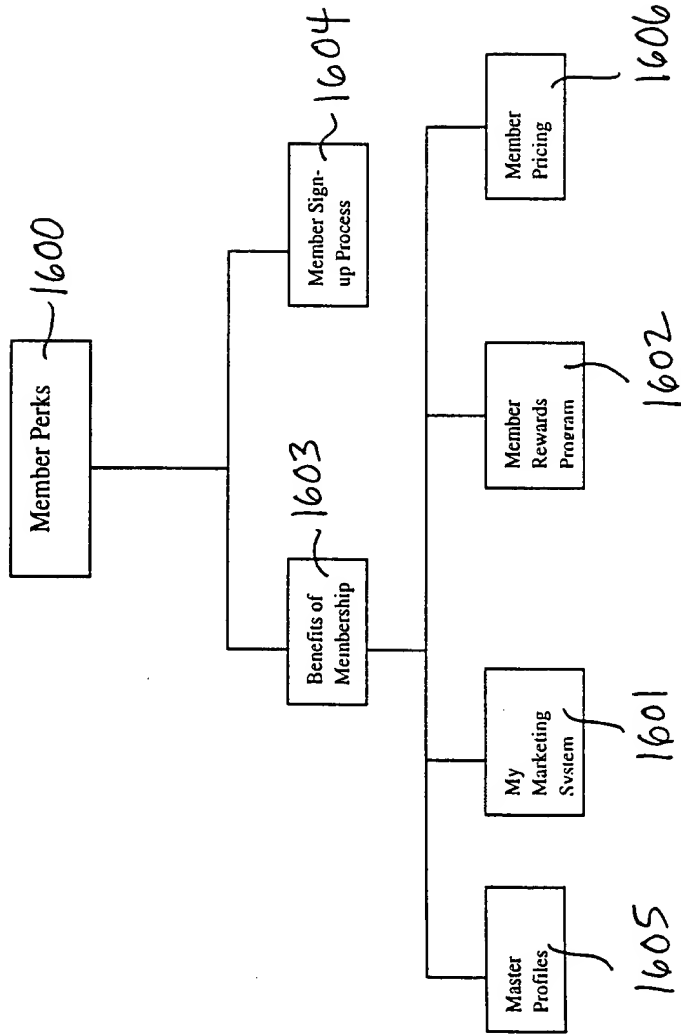 Member Perks
1600
Benefits of
Membership
1603
Member Sign-
up Process
1604
Master
Profiles
1605
My
Marketing
System
1601
Member
Rewards
Program
1602
Member
Pricing
1606